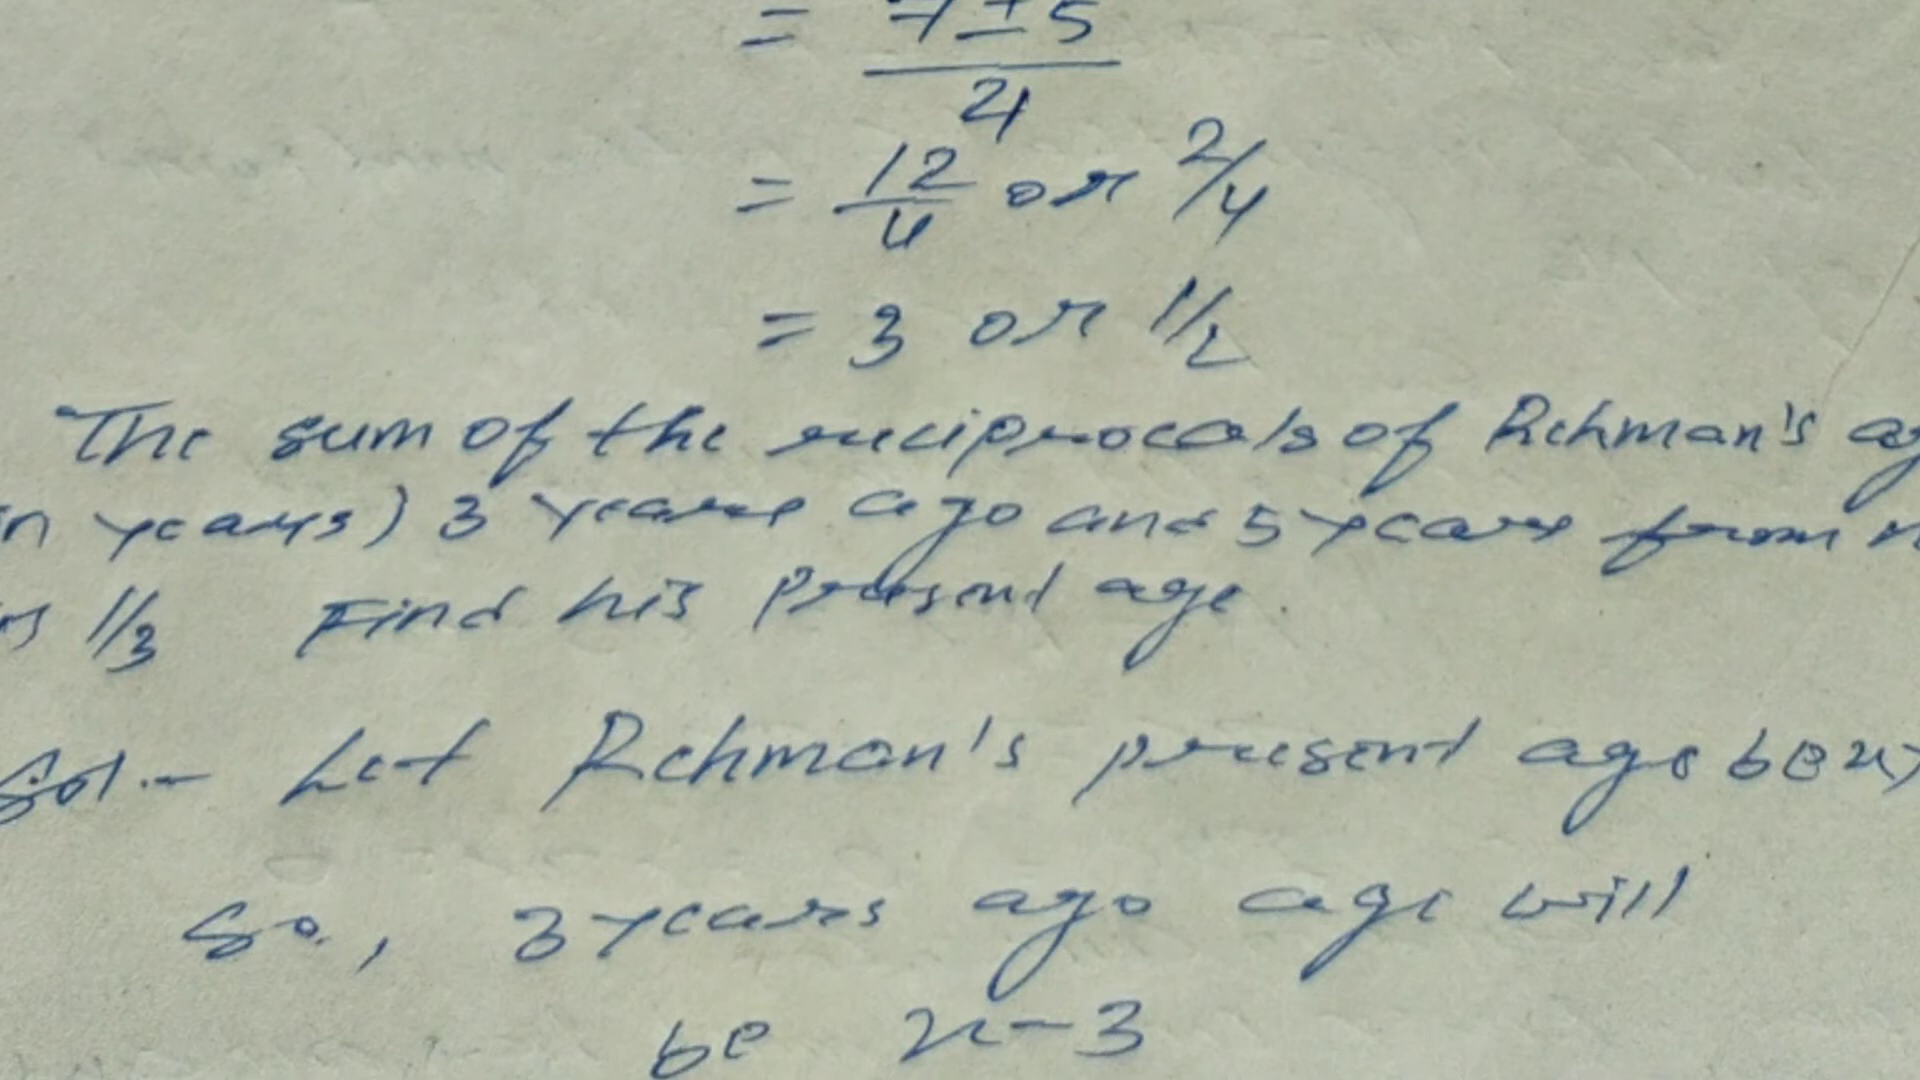 = 7±5/4
= 12/4 or 2/4
= 3 or 1/2
The sum of the reciprocals of Rehman's
years) 3 years ago and 5 years from
1/3 Find his present age.
Sol.- Let Rehman's present age be x
So, 3 years ago age will
be x-3